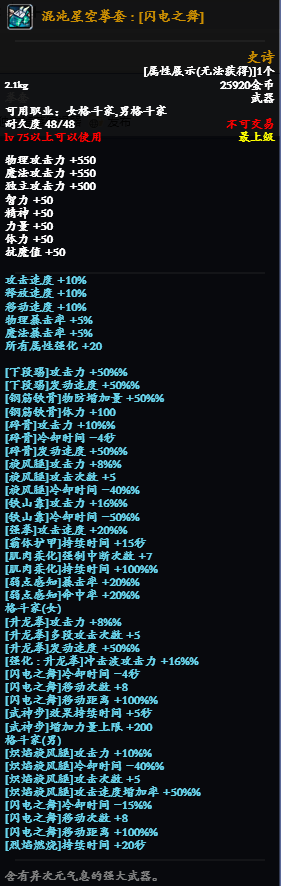 混沌星空拳套：[闪电之舞]
史诗
[属性展示(无法获得)]1个
2.1kg 25920金币
武器
可用职业：女格斗家,男格斗家
耐久度 48/48 不可交易
lv 75以上可以使用 最上级
物理攻击力 +550
魔法攻击力 +550
独立攻击力 +500
智力 +50
精神 +50
力量 +50
体力 +50
抗魔值 +50
攻击速度 +10%
释放速度 +10%
移动速度 +10%
物理暴击率 +5%
魔法暴击率 +5%
所有属性强化 +20
[下段踢]攻击力 +50%%
[下段踢]发动速度 +50%%
[钢筋铁骨]物防增加量 +50%%
[钢筋铁骨]体力 +100
[碎骨]攻击力 +10%%
[碎骨]冷却时间 -4秒
[碎骨]发动速度 +50%%
[旋风腿]攻击力 +8%%
[旋风腿]攻击次数 +5
[旋风腿]冷却时间 -40%%
[铁山靠]攻击力 +16%%
[铁山靠]冷却时间 -50%%
[强拳]攻击速度 +20%%
[霸体护甲]持续时间 +15秒
[肌肉柔化]强制中断次数 +7
[肌肉柔化]持续时间 +100%%
[弱点感知]暴击率 +20%%
[弱点感知]命中率 +20%%
格斗家(女)
[升龙拳]攻击力 +8%%
[升龙拳]多段攻击次数 +5
[升龙拳]发动速度 +50%%
[强化：升龙拳]冲击波攻击力 +16%%
[闪电之舞]冷却时间 -4秒
[闪电之舞]移动次数 +8
[闪电之舞]移动距离 +100%%
[武神步]效果持续时间 +5秒
[武神步]增加力量上限 +200
格斗家(男)
[炽焰旋风腿]攻击力 +10%%
[炽焰旋风腿]冷却时间 -40%%
[炽焰旋风腿]攻击次数 +5
[炽焰旋风腿]攻击速度增加率 +50%%
[闪电之舞]冷却时间 -15%%
[闪电之舞]移动次数 +8
[闪电之舞]移动距离 +100%%
[烈焰燃烧]持续时间 +20秒
含有异次元气息的强大武器。